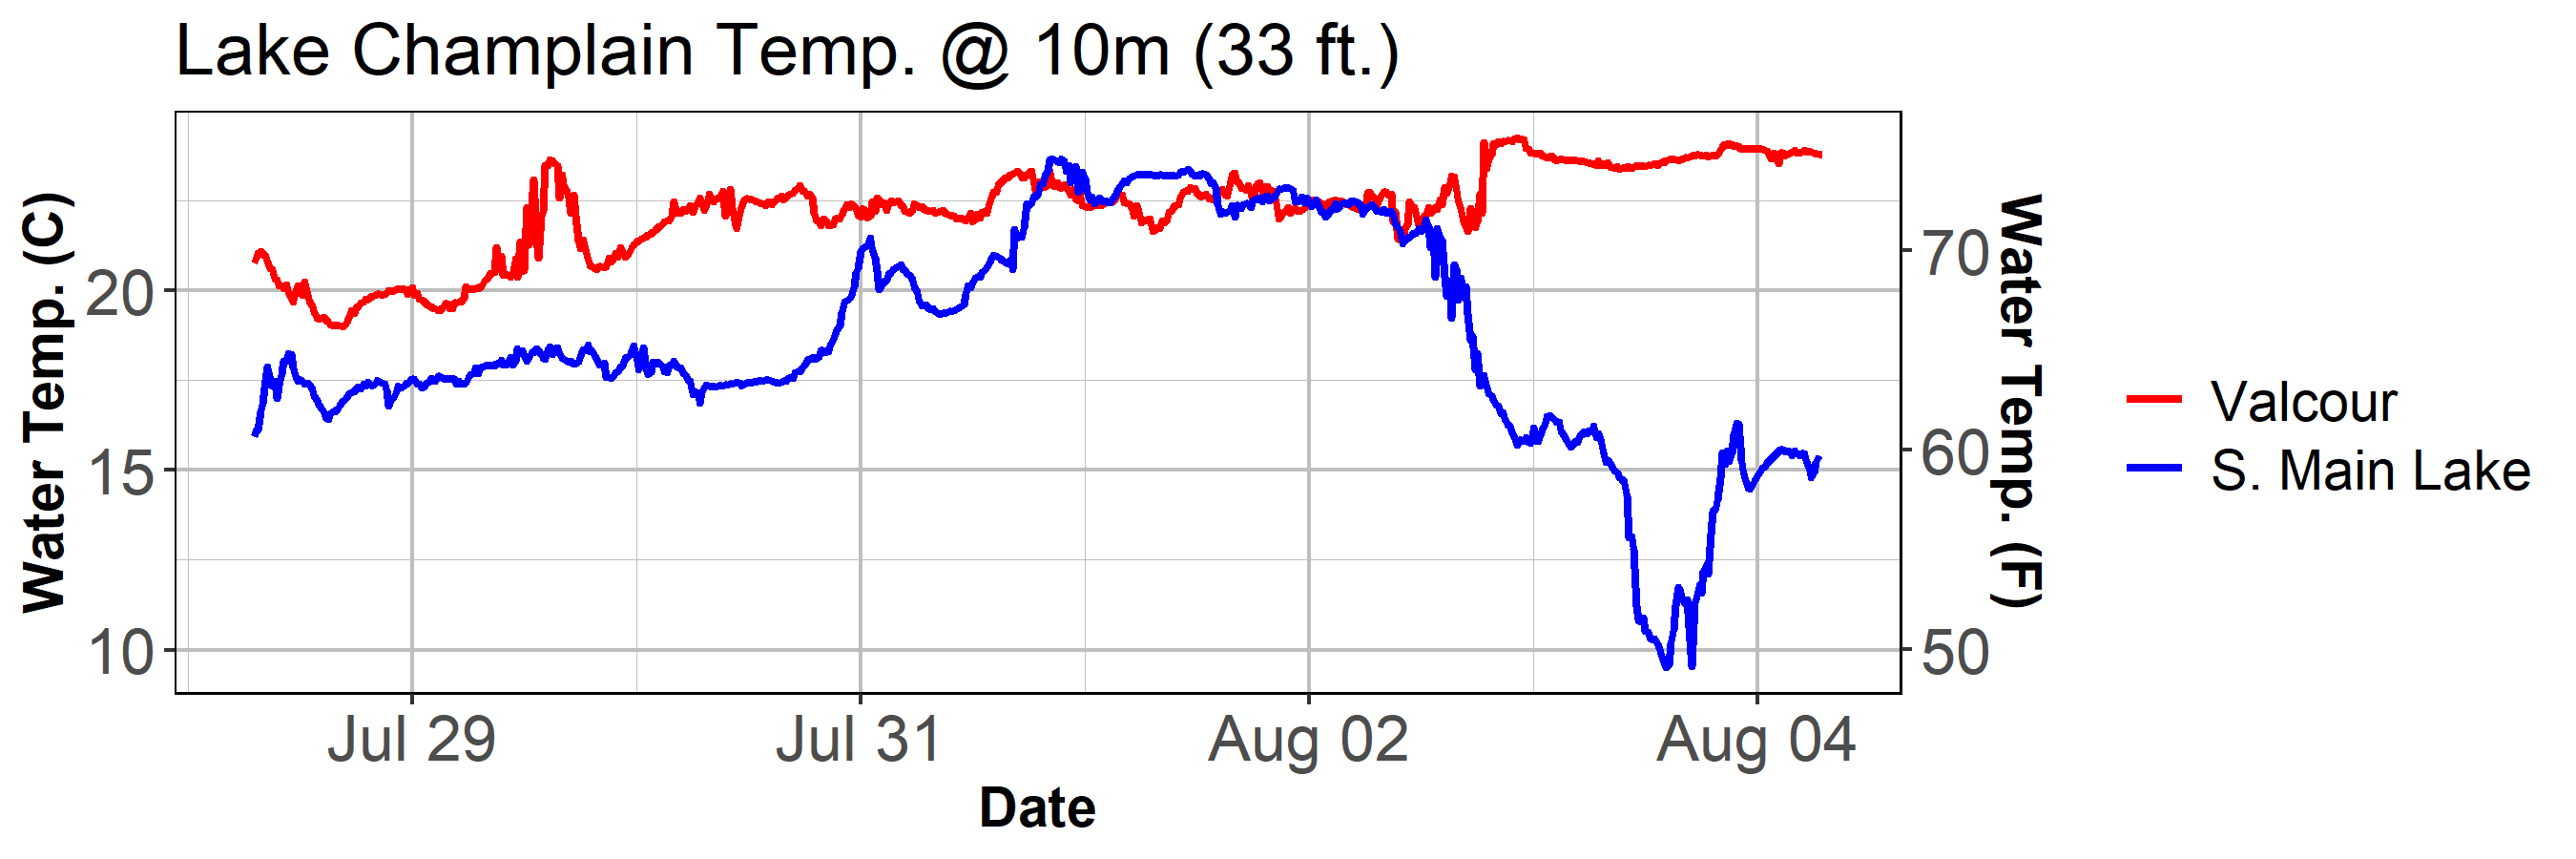 Lake Champlain Temp. @ 10m (33 ft.)
Water Temp. (C)
20
15
10
70
60
50
Water Temp. (F)
Valcour
S. Main Lake
Jul 29
Jul 31
Aug 02
Aug 04
Date